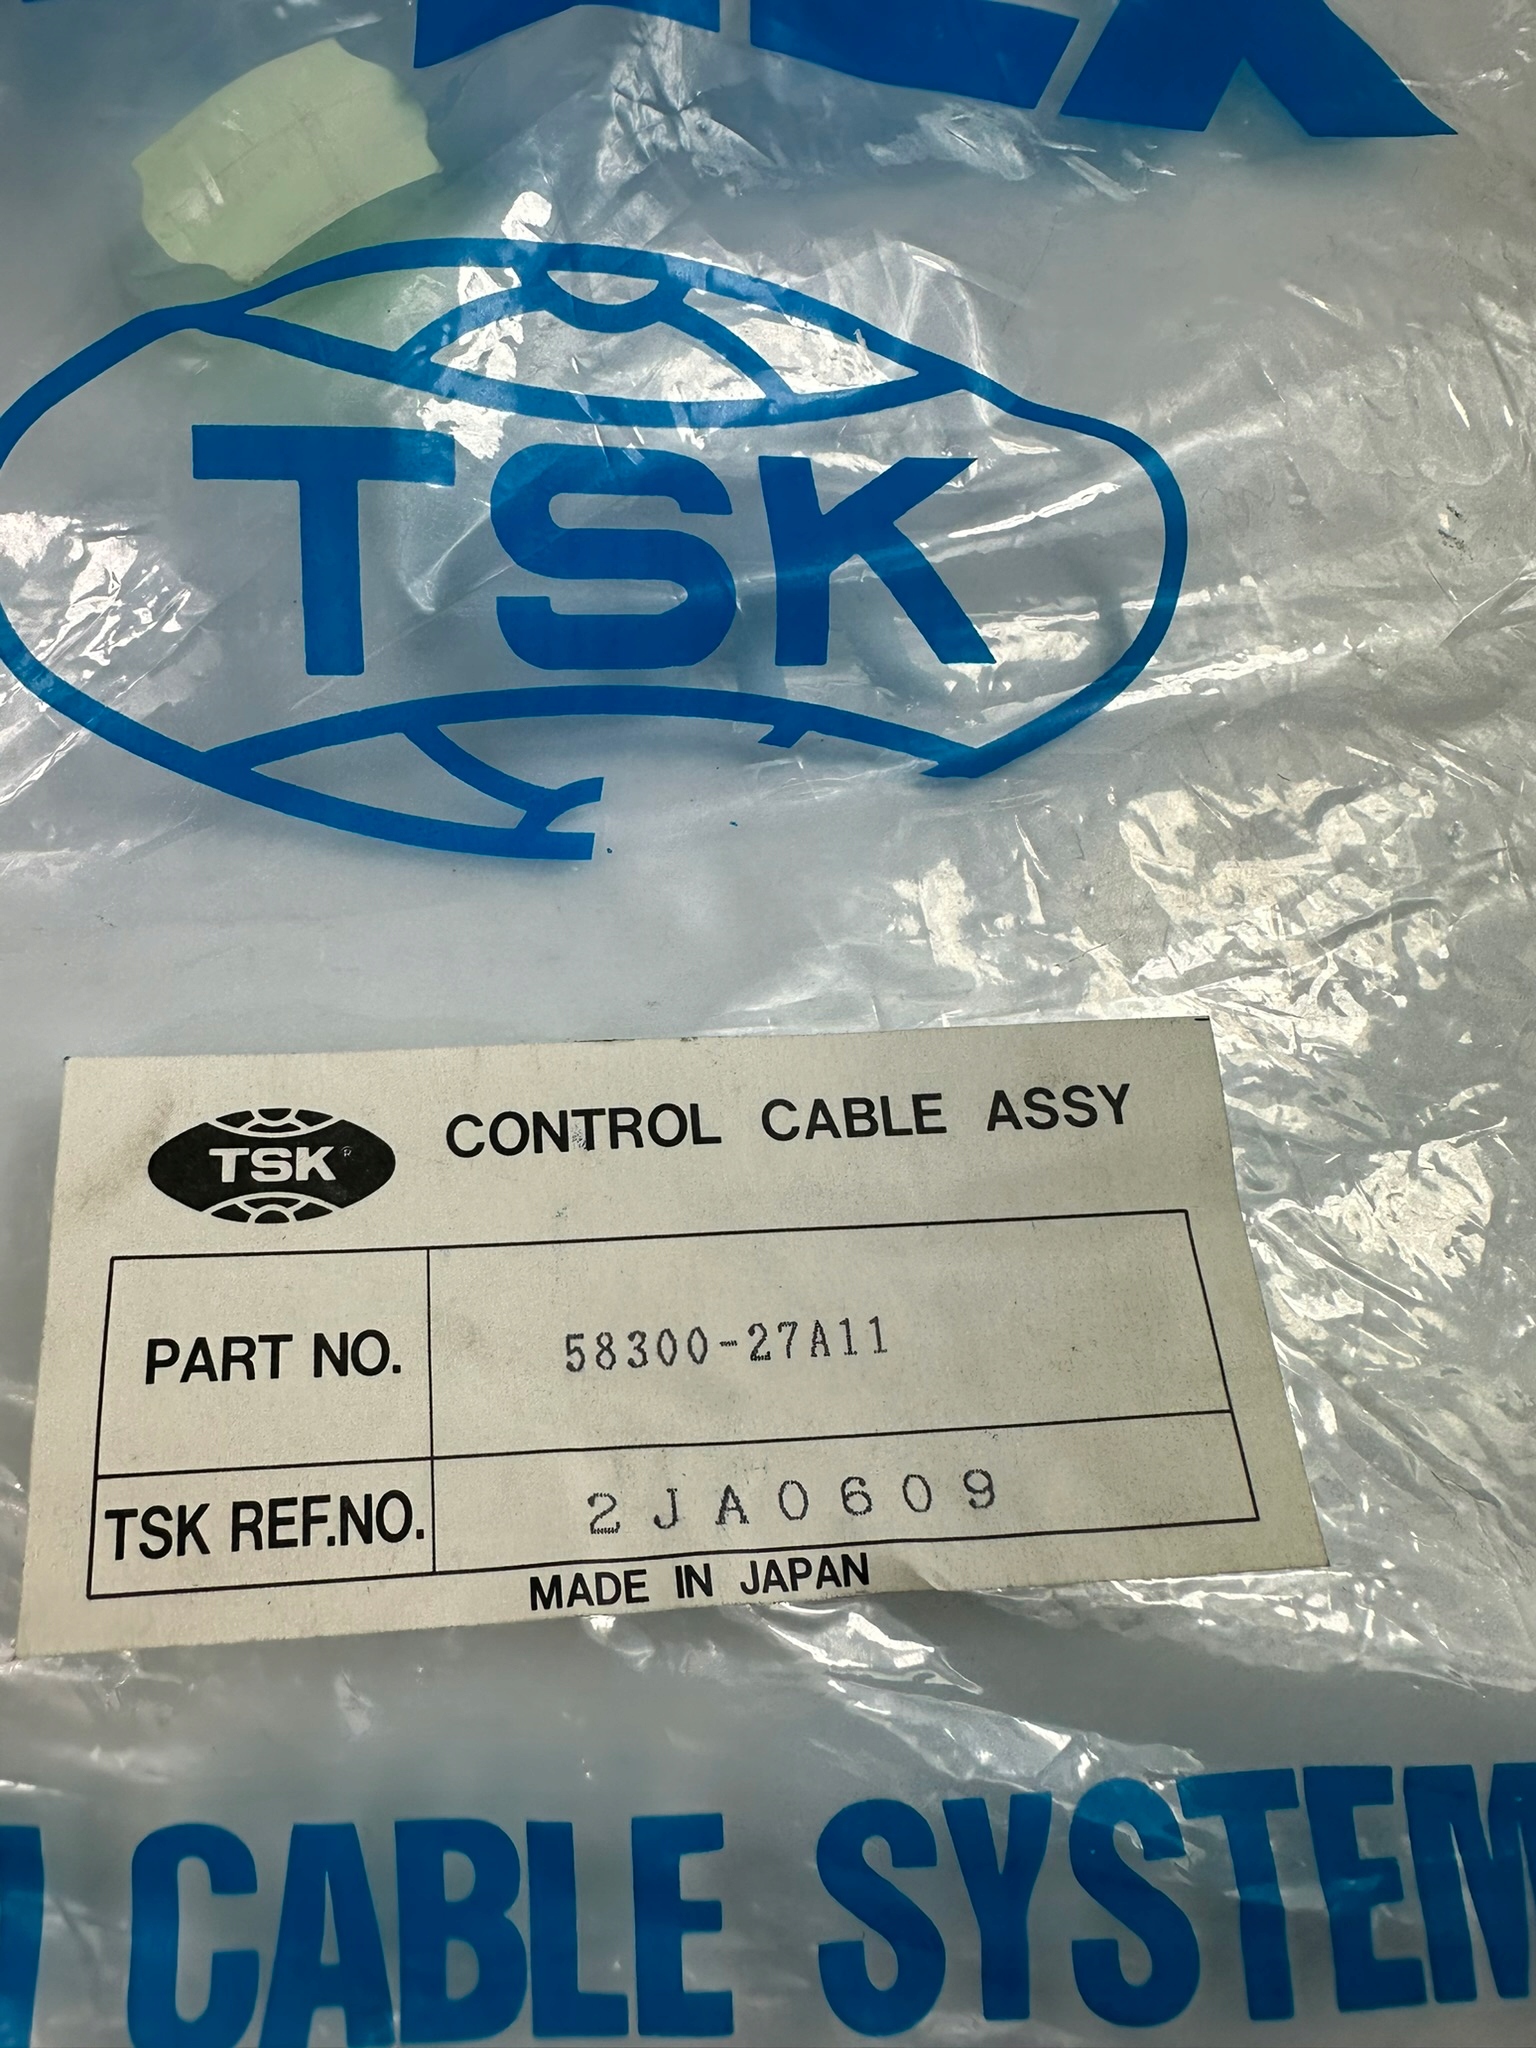 TSK
TSK CONTROL CABLE ASSY
PART NO. 58300-27A11
TSK REF.NO. 2JA0609
MADE IN JAPAN
CABLE SYSTEM